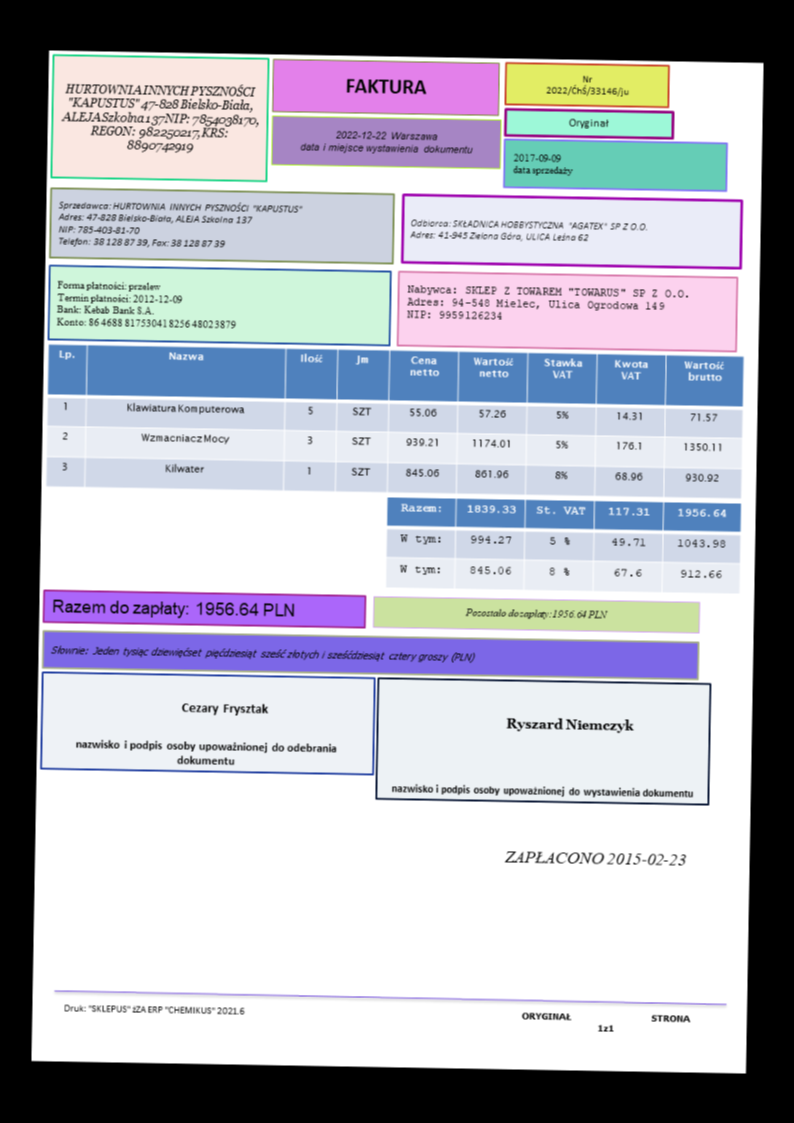 HURTOWNIA INNYCH PYSZNOŚCI
"KAPUSTUS" 47-828 Bielsko-Biała,
ALEJA Szkolna 137 NIP: 7854038170,
REGON: 982250217, KRS:
8890742919
FAKTURA
2022-12-22 Warszawa
data i miejsce wystawienia dokumentu
Nr
2022/ĆhŚ/33146/ju
Oryginał
2017-09-09
data sprzedaży
Sprzedawca: HURTOWNIA INNYCH PYSZNOŚCI "KAPUSTUS"
Adres: 47-828 Bielsko-Biała, ALEJA Szkolna 137
NIP: 785-403-81-70
Telefon: 38 128 87 39, Fax: 38 128 87 39
Odbiorca: SKŁADNICA HOBBYSTYCZNA "AGATEX" SP Z O.O.
Adres: 41-945 Zielona Góra, ULICA Leśna 62
Forma płatności: przelew
Termin płatności: 2012-12-09
Bank: Kebab Bank S.A.
Konto: 86 4688 8175 3041 8256 4802 3879
Nabywca: SKLEP Z TOWAREM "TOWARUS" SP Z O.O.
Adres: 94-548 Mielec, Ulica Ogrodowa 149
NIP: 9959126234
Lp. Nazwa Ilość Jm Cena netto Wartość netto Stawka VAT Kwota VAT Wartość brutto
1 Klawiatura Komputerowa 5 SZT 55.06 57.26 5% 14.31 71.57
2 Wzmacniacz Mocy 3 SZT 939.21 1174.01 5% 176.1 1350.11
3 Kilwater 1 SZT 845.06 861.96 8% 68.96 930.92
Razem: 1839.33 St. VAT 117.31 1956.64
W tym: 994.27 5 % 49.71 1043.98
W tym: 845.06 8 % 67.6 912.66
Razem do zapłaty: 1956.64 PLN
Pozostało do zapłaty: 1956.64 PLN
Słownie: Jeden tysiąc dziewięćset pięćdziesiąt sześć złotych i sześćdziesiąt cztery groszy (PLN)
Cezary Frysztak
nazwisko i podpis osoby upoważnionej do odebrania
dokumentu
Ryszard Niemczyk
nazwisko i podpis osoby upoważnionej do wystawienia dokumentu
ZAPŁACONO 2015-02-23
Druk: "SKLEPUS" zZA ERP "CHEMIKUS" 2021.6
ORYGINAŁ STRONA
1z1